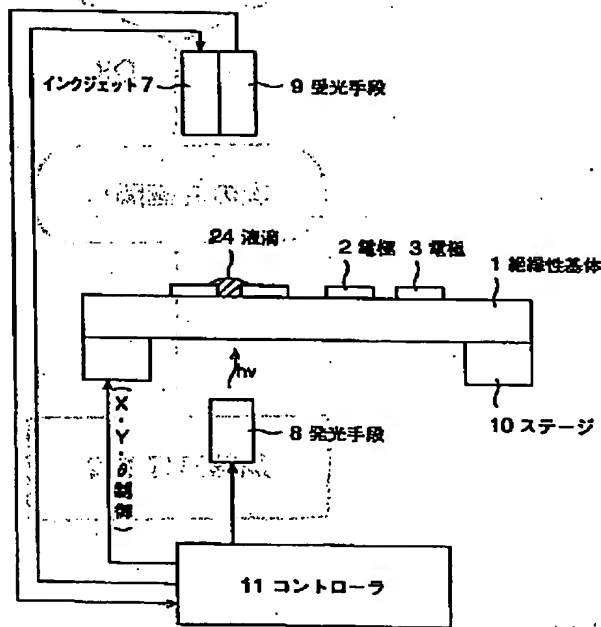 インクジェット 7
9 受光手段
24 液滴
2 電極
3 電極
1 絶縁性基体
hν
10 ステージ
8 発光手段
(X・Y・θ制御)
11 コントローラ